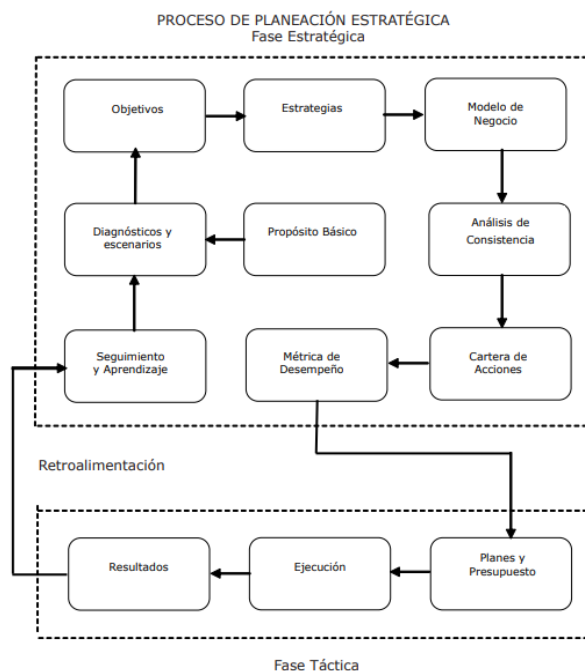 PROCESO DE PLANEACIÓN ESTRATÉGICA
Fase Estratégica
Objetivos
Estrategias
Modelo de
Negocio
Diagnósticos y
escenarios
Propósito Básico
Análisis de
Consistencia
Seguimiento
y Aprendizaje
Métrica de
Desempeño
Cartera de
Acciones
Retroalimentación
Resultados
Ejecución
Planes y
Presupuesto
Fase Táctica